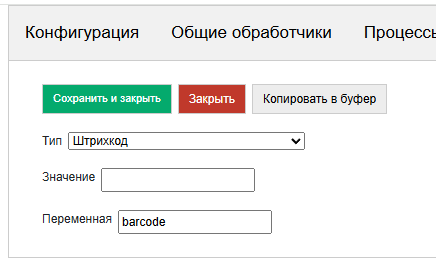 Конфигурация Общие обработчики Процессы
Сохранить и закрыть Закрыть Копировать в буфер
Тип Штрихкод
Значение
Переменная barcode